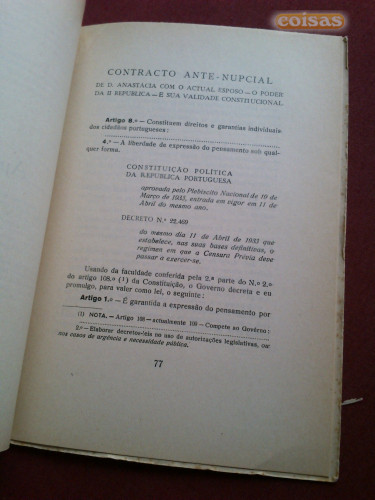 coisas
CONTRACTO ANTE-NUPCIAL
DE D. ANASTÁCIA COM O ACTUAL ESPOSO — O PODER
DA II REPÚBLICA — E SUA VALIDADE CONSTITUCIONAL
Artigo 8.º — Constituem direitos e garantias individuais
dos cidadãos portugueses:
4.º — A liberdade da expressão do pensamento sob qual-
quer forma.
CONSTITUIÇÃO POLÍTICA
DA REPÚBLICA PORTUGUESA
aprovada pelo Plebiscito Nacional de 19 de
Março de 1933, entrada em vigor em 11 de
Abril do mesmo ano.
DECRETO N.º 22,469
do mesmo dia 11 de Abril de 1933 que
estabelece, nas suas bases definitivas, o
regimen em que a Censura Prévia deve
passar a exercer-se.
Usando da faculdade conferida pela 2.ª parte do N.º 2.º
do artigo 108.º (1) da Constituição, o Governo decreta e eu
promulgo, para valer como lei, o seguinte:
Artigo 1.º — É garantida a expressão do pensamento por
(1) NOTA. — Artigo 108 — actualmente 109 — Compete ao Governo:
2.º — Elaborar decretos-leis no uso de autorizações legislativas, ou
nos casos de urgência e necessidade pública.
77